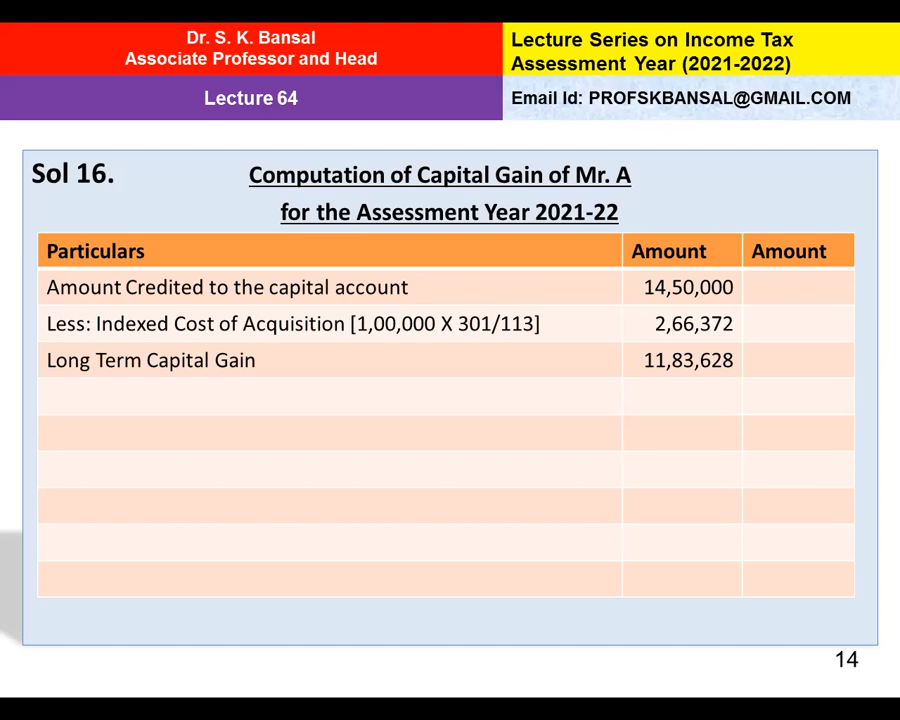 Dr. S. K. Bansal
Associate Professor and Head
Lecture Series on Income Tax
Assessment Year (2021-2022)
Lecture 64
Email Id: PROFSKBANSAL@GMAIL.COM
Sol 16.
Computation of Capital Gain of Mr. A
for the Assessment Year 2021-22
Particulars Amount Amount
Amount Credited to the capital account 14,50,000
Less: Indexed Cost of Acquisition [1,00,000 X 301/113] 2,66,372
Long Term Capital Gain 11,83,628
14